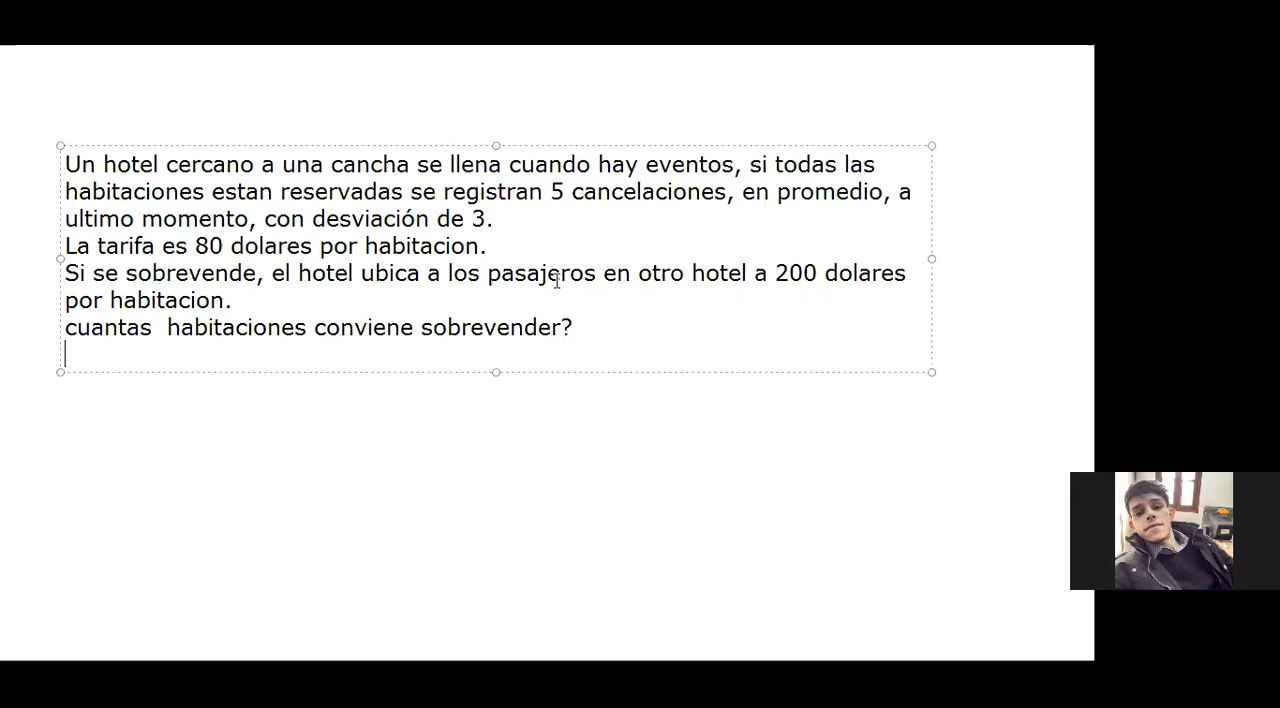 Un hotel cercano a una cancha se llena cuando hay eventos, si todas las
habitaciones estan reservadas se registran 5 cancelaciones, en promedio, a
ultimo momento, con desviación de 3.
La tarifa es 80 dolares por habitacion.
Si se sobrevende, el hotel ubica a los pasajeros en otro hotel a 200 dolares
por habitacion.
cuantas  habitaciones conviene sobrevender?